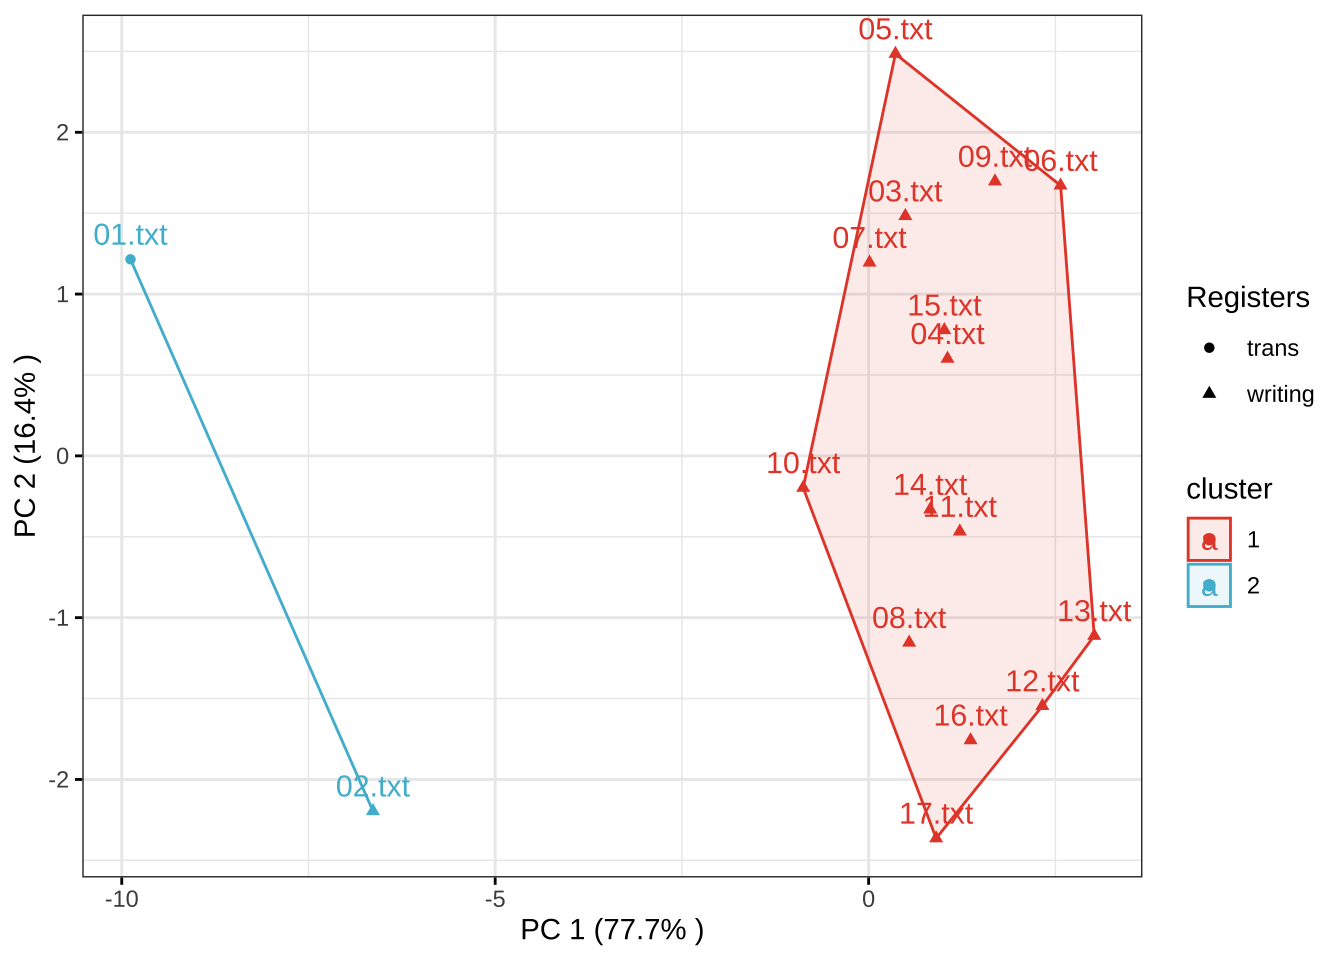 05.txt
09.txt
06.txt
03.txt
07.txt
01.txt
15.txt
04.txt
10.txt
14.txt
11.txt
08.txt
13.txt
12.txt
16.txt
02.txt
17.txt
2
1
0
-1
-2
PC 2 (16.4% )
-10
-5
0
PC 1 (77.7% )
Registers
trans
writing
cluster
a 1
a 2